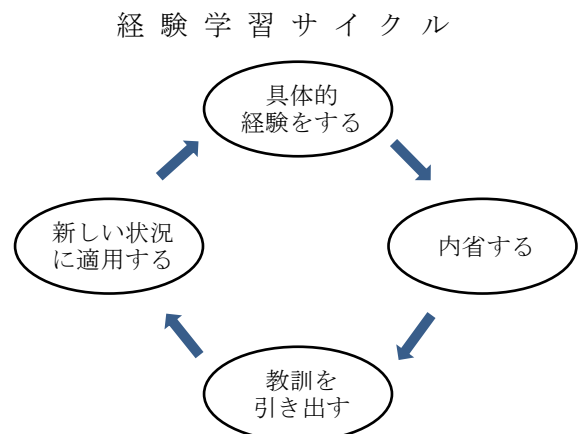 経験学習サイクル
具体的
経験をする
内省する
教訓を
引き出す
新しい状況
に適用する